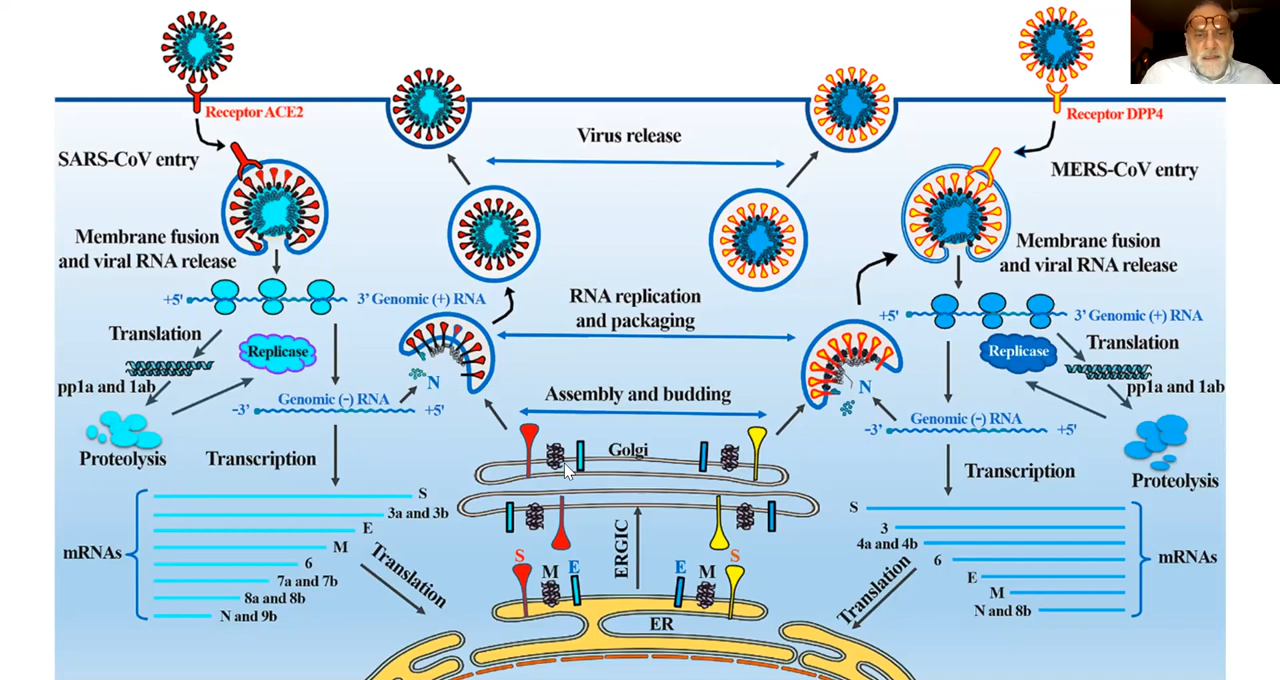 Receptor ACE2
SARS-CoV entry
Membrane fusion
and viral RNA release
+5'
3' Genomic (+) RNA
Translation
Replicase
pp1a and 1ab
-3'
Genomic (-) RNA
+5'
Proteolysis
Transcription
mRNAs
S
3a and 3b
E
M
6
7a and 7b
8a and 8b
N and 9b
Translation
Virus release
RNA replication
and packaging
N
N
Assembly and budding
Golgi
ERGIC
S
M
E
E
M
S
ER
Receptor DPP4
MERS-CoV entry
Membrane fusion
and viral RNA release
+5'
3' Genomic (+) RNA
Translation
Replicase
pp1a and 1ab
-3'
Genomic (-) RNA
+5'
Proteolysis
Transcription
S
3
4a and 4b
6
E
M
N and 8b
mRNAs
Translation